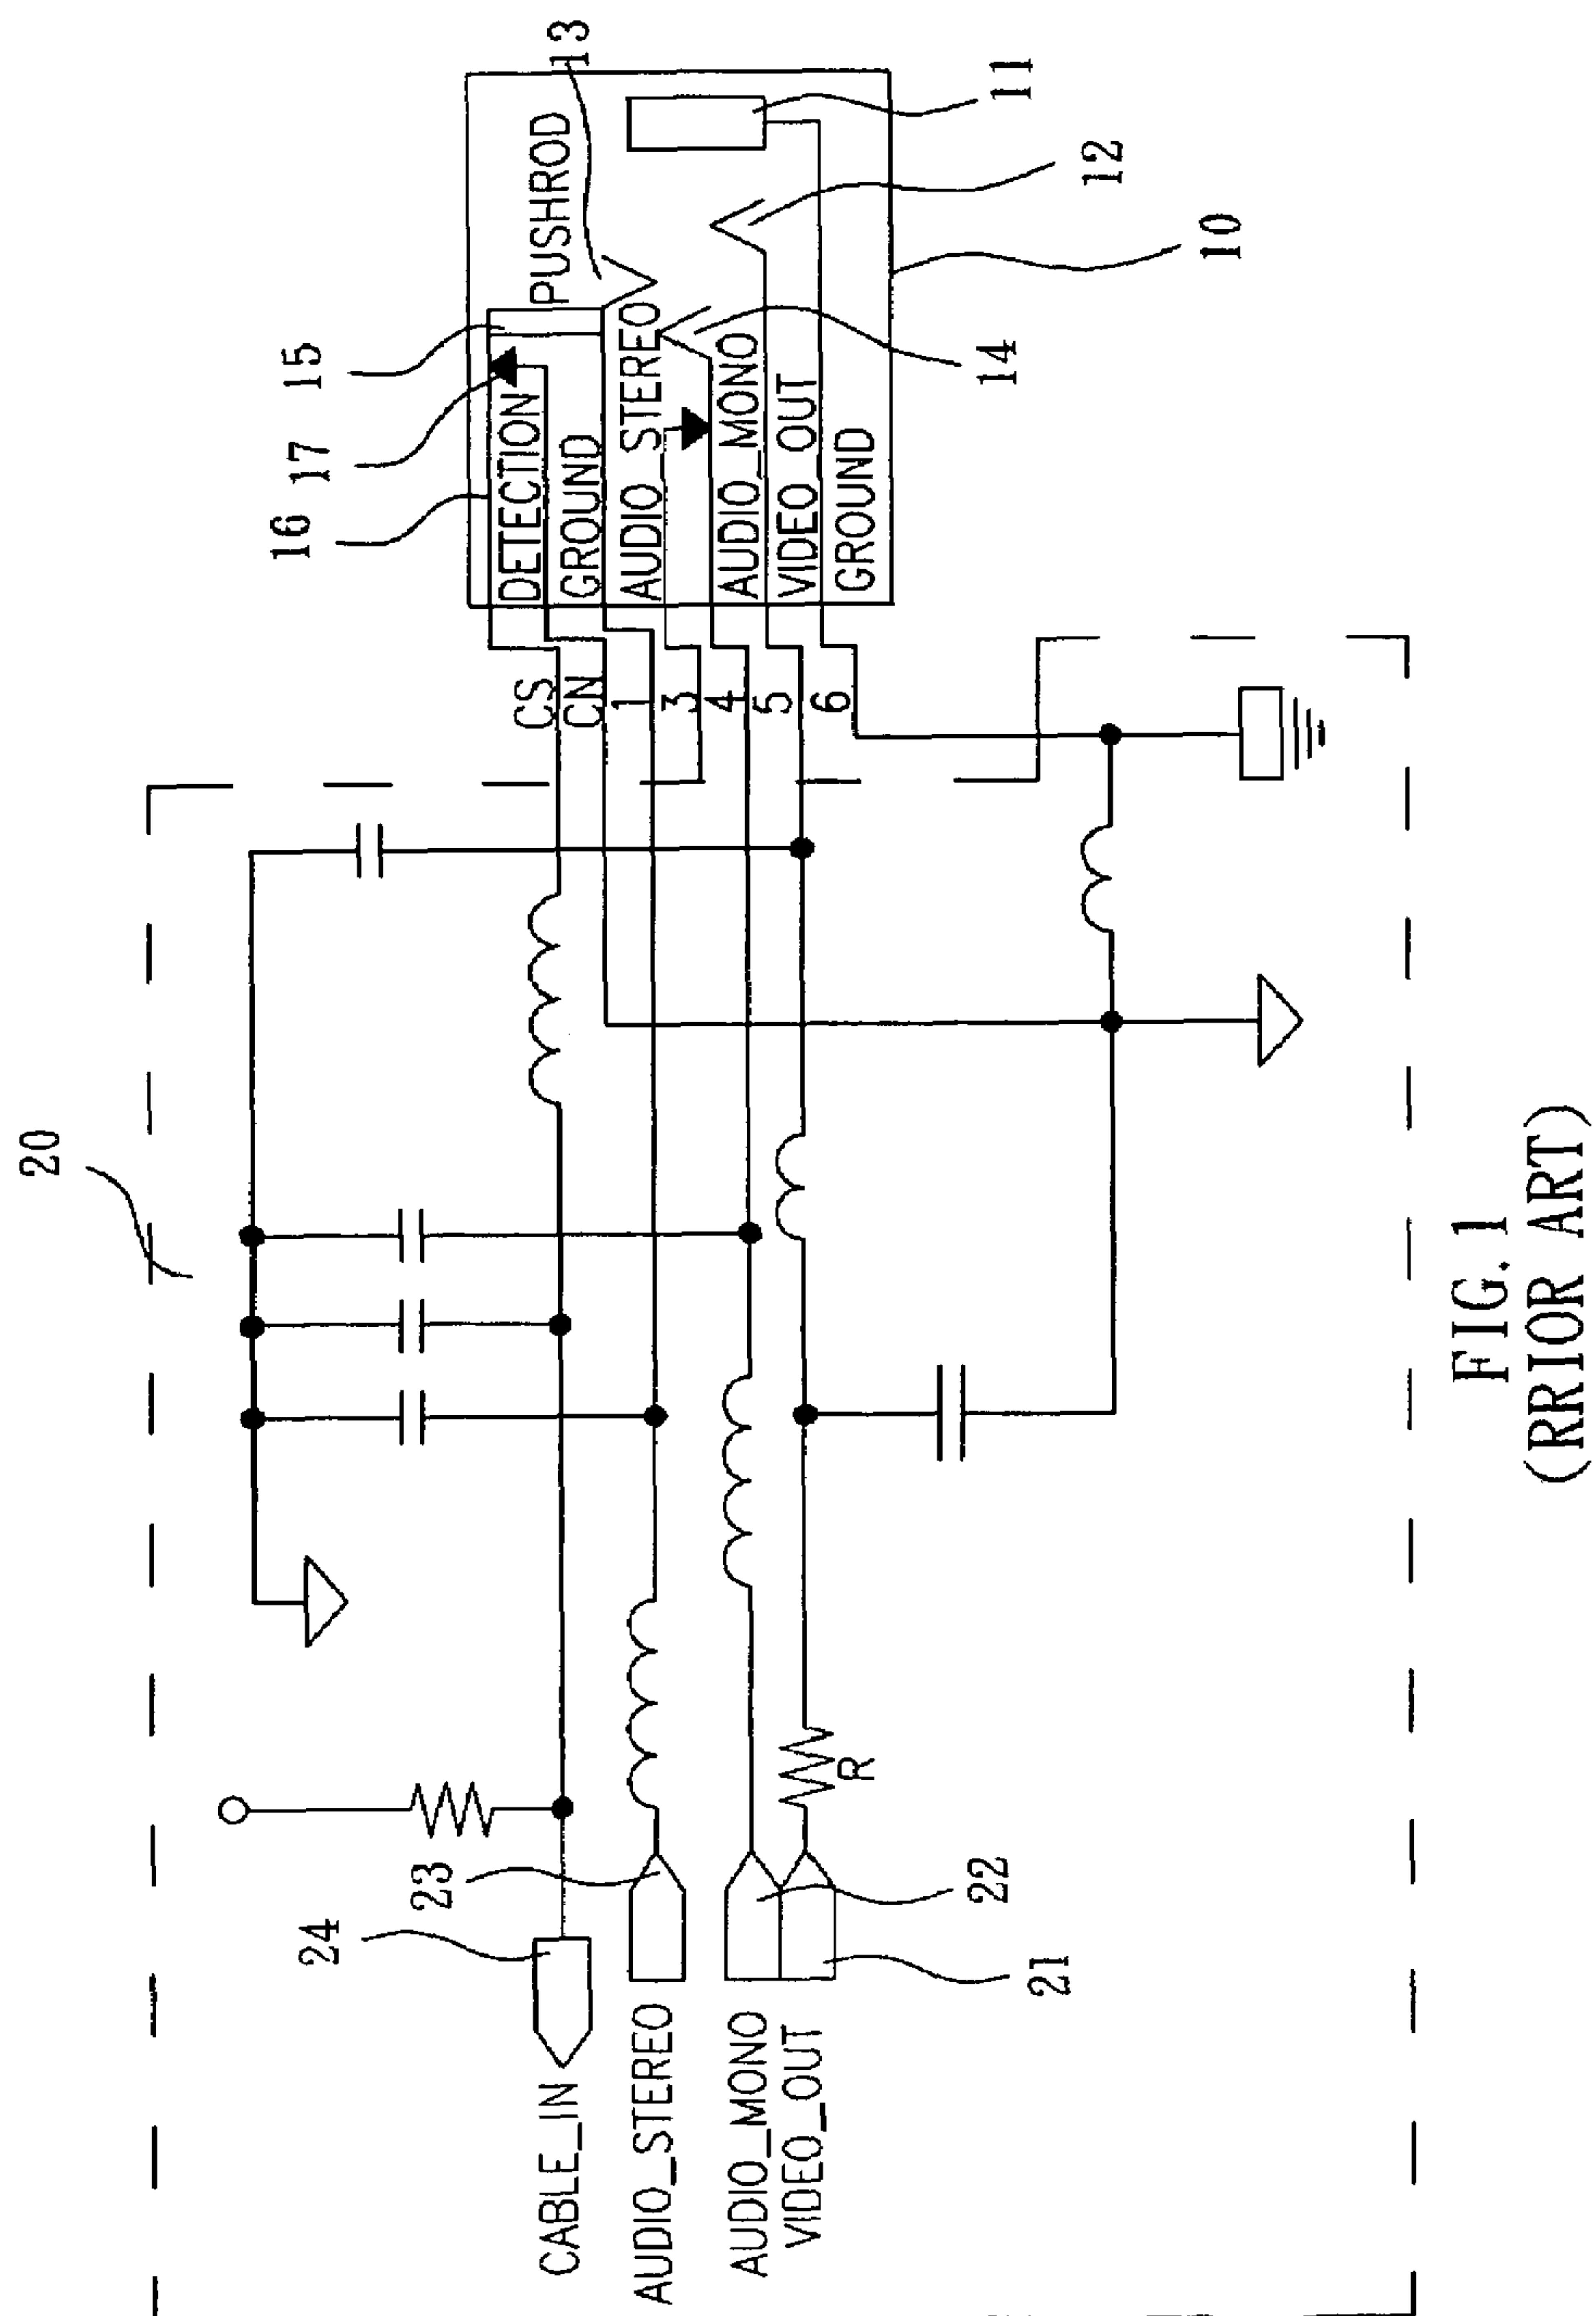 20
13
PUSHROD
11
12
10
15
17
16
14
DETECTION
GROUND
AUDIO_STEREO
AUDIO_MONO
VIDEO_OUT
GROUND
CS
CN
1
3
4
5
6
R
24
23
22
21
CABLE_IN
AUDIO_STEREO
AUDIO_MONO
VIDEO_OUT
FIG.1
(RRIOR ART)